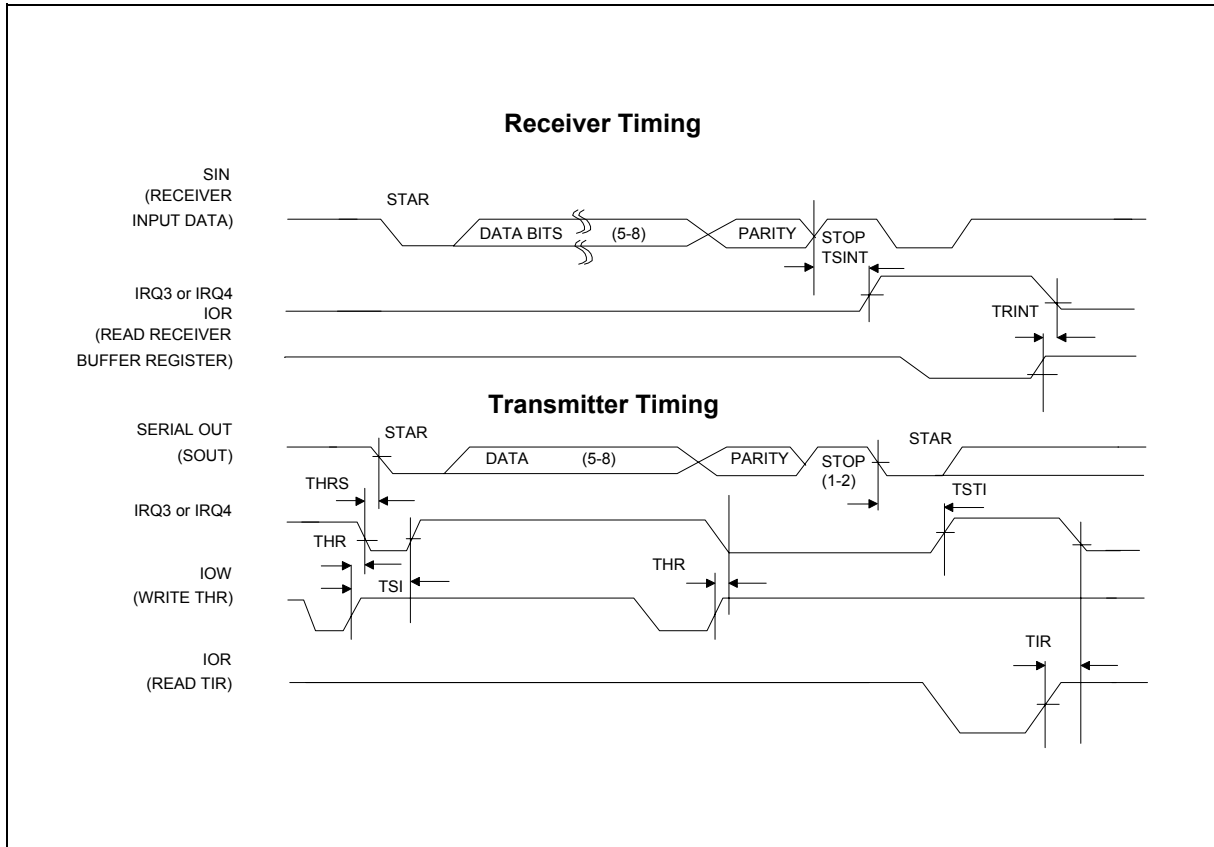 Receiver Timing
SIN
(RECEIVER
INPUT DATA)
STAR
DATA BITS (5-8)
PARITY
STOP
TSINT
IRQ3 or IRQ4
IOR
(READ RECEIVER
BUFFER REGISTER)
TRINT
Transmitter Timing
SERIAL OUT
(SOUT)
STAR
DATA (5-8)
PARITY
STOP
(1-2)
STAR
THRS
TSTI
IRQ3 or IRQ4
THR
TSI
THR
IOW
(WRITE THR)
TIR
IOR
(READ TIR)